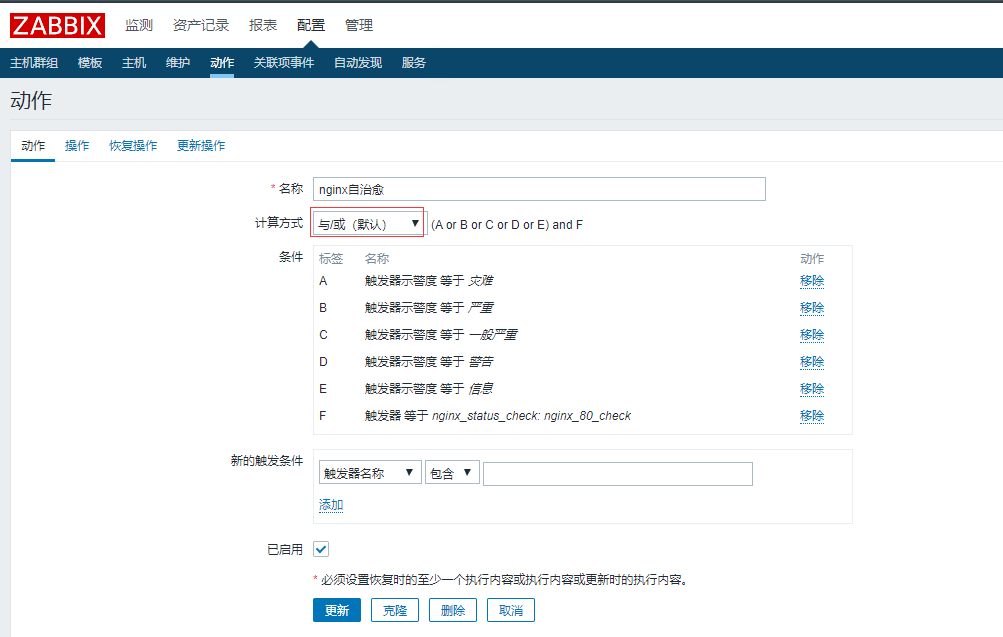 ZABBIX 监测 资产记录 报表 配置 管理
主机群组 模板 主机 维护 动作 关联项事件 自动发现 服务
动作
动作 操作 恢复操作 更新操作
* 名称 nginx自治愈
计算方式 与/或（默认） (A or B or C or D or E) and F
条件 标签 名称 动作
A 触发器示警度 等于 灾难 移除
B 触发器示警度 等于 严重 移除
C 触发器示警度 等于 一般严重 移除
D 触发器示警度 等于 警告 移除
E 触发器示警度 等于 信息 移除
F 触发器 等于 nginx_status_check: nginx_80_check 移除
新的触发条件 触发器名称 包含
添加
已启用
* 必须设置恢复时的至少一个执行内容或执行内容或更新时的执行内容。
更新 克隆 删除 取消